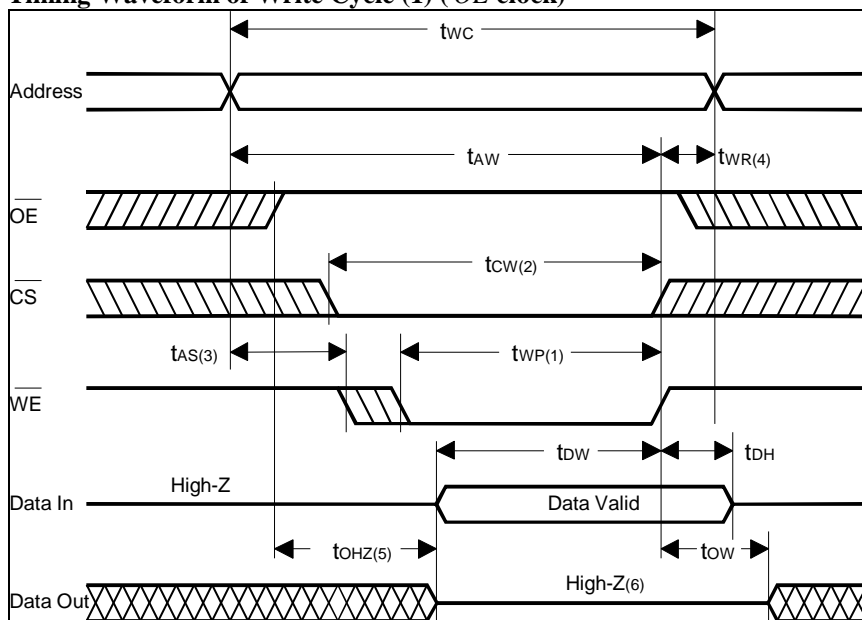 Timing Waveform of Write Cycle (1) (OE clock)
tWC
Address
tAW
tWR(4)
OE
tCW(2)
CS
tAS(3)
tWP(1)
WE
tDW
tDH
High-Z
Data In
Data Valid
tOHZ(5)
tOW
High-Z(6)
Data Out